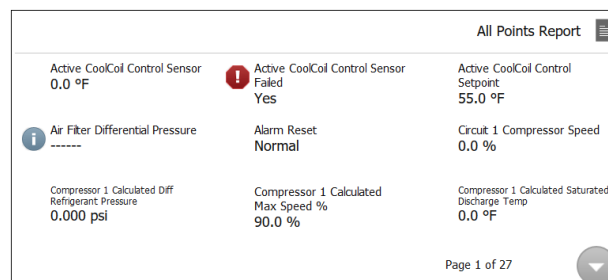 All Points Report
Active CoolCoil Control Sensor
0.0 °F
Active CoolCoil Control Sensor
Failed
Yes
Active CoolCoil Control
Setpoint
55.0 °F
Air Filter Differential Pressure
------
Alarm Reset
Normal
Circuit 1 Compressor Speed
0.0 %
Compressor 1 Calculated Diff
Refrigerant Pressure
0.000 psi
Compressor 1 Calculated
Max Speed %
90.0 %
Compressor 1 Calculated Saturated
Discharge Temp
0.0 °F
Page 1 of 27